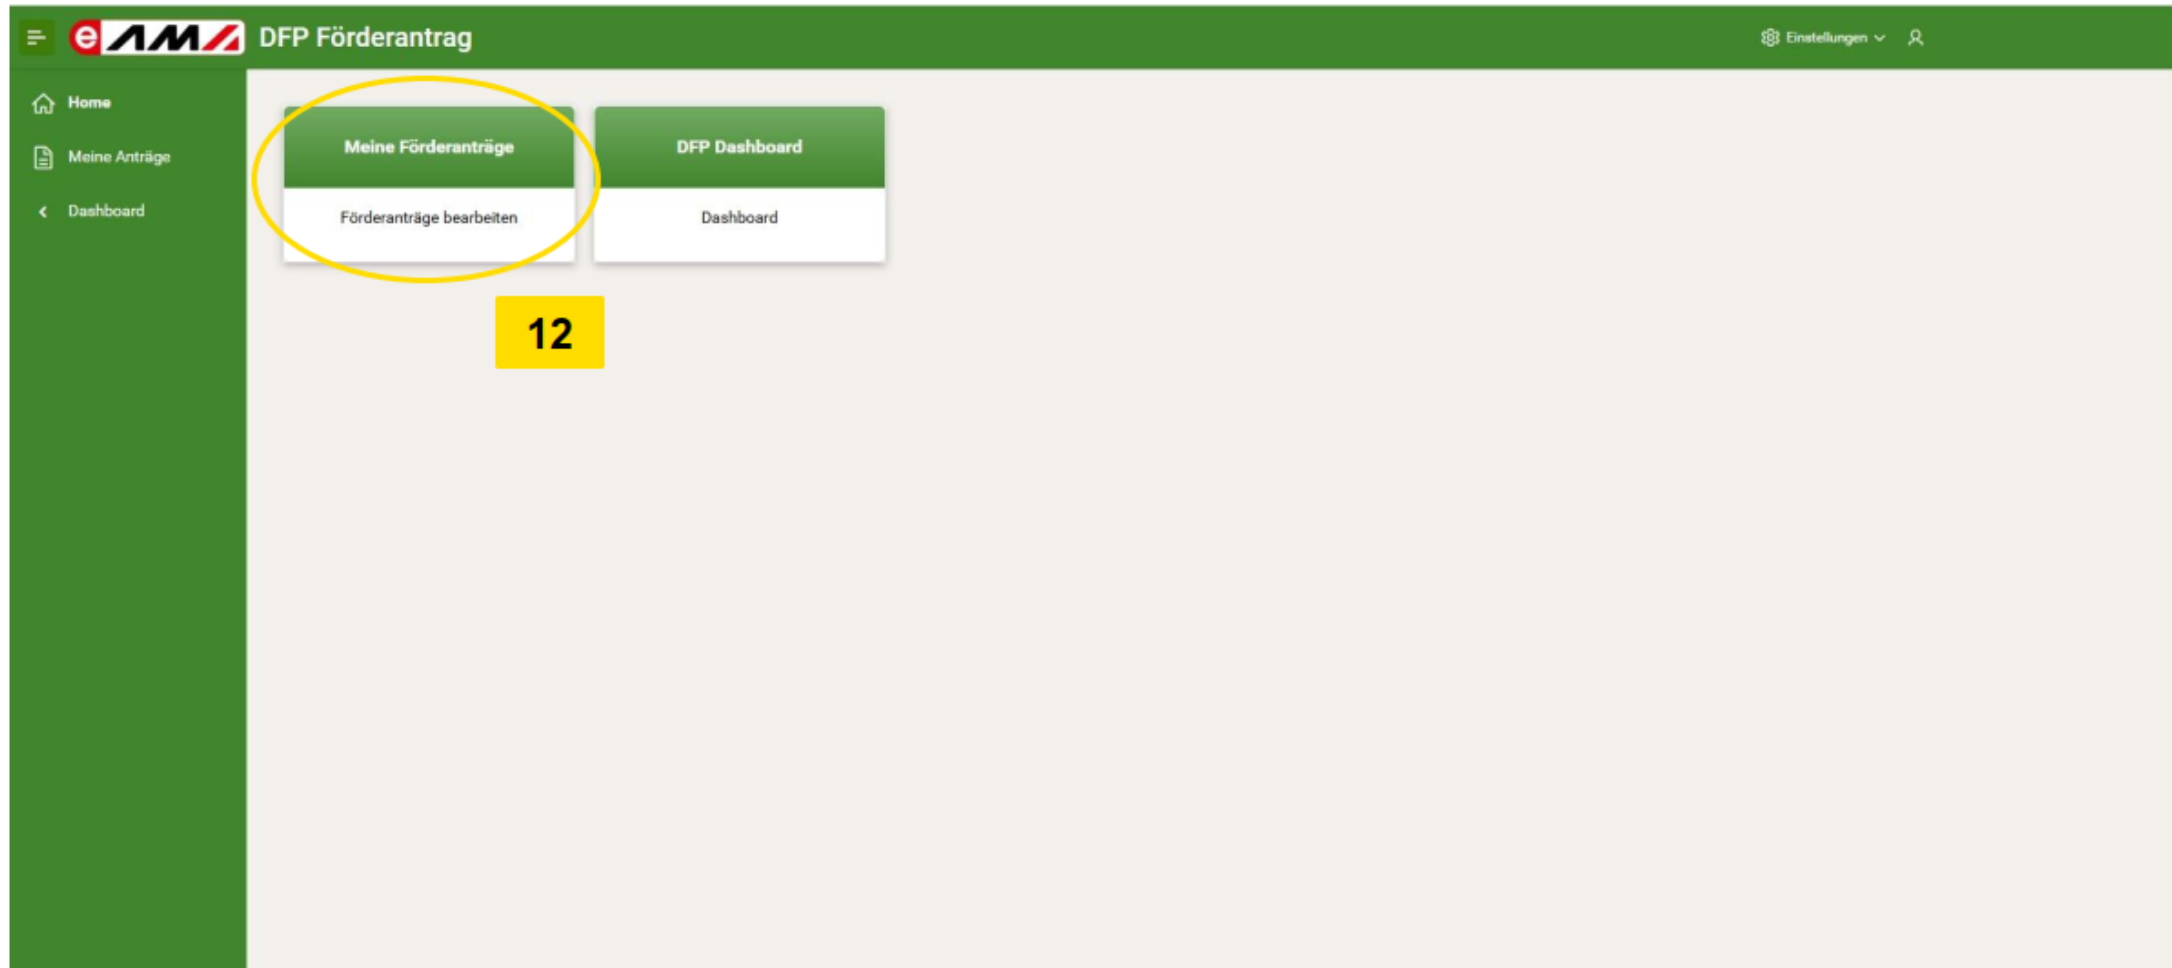 eAMA DFP Förderantrag
Einstellungen
Home
Meine Anträge
Dashboard
Meine Förderanträge
Förderanträge bearbeiten
DFP Dashboard
Dashboard
12